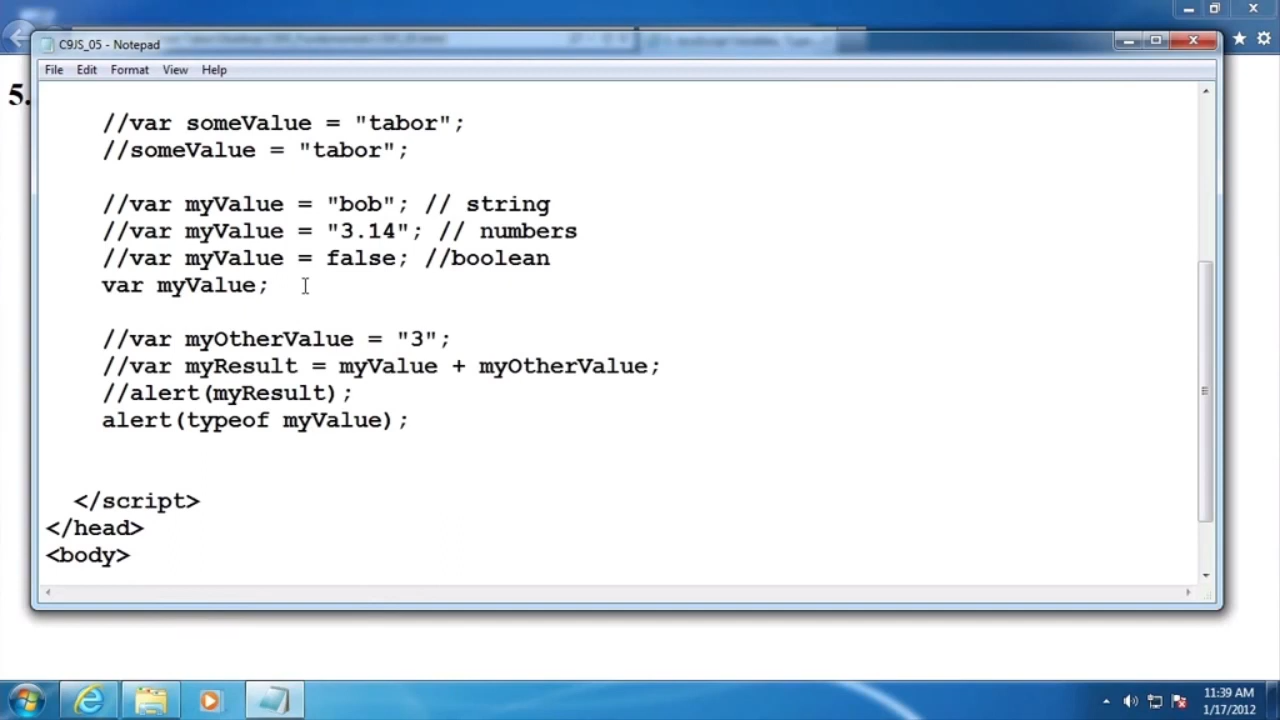 C9JS_05 - Notepad
File Edit Format View Help
5.
//var someValue = "tabor";
//someValue = "tabor";
//var myValue = "bob"; // string
//var myValue = "3.14"; // numbers
//var myValue = false; //boolean
var myValue;
//var myOtherValue = "3";
//var myResult = myValue + myOtherValue;
//alert(myResult);
alert(typeof myValue);
</script>
</head>
<body>
11:39 AM
1/17/2012